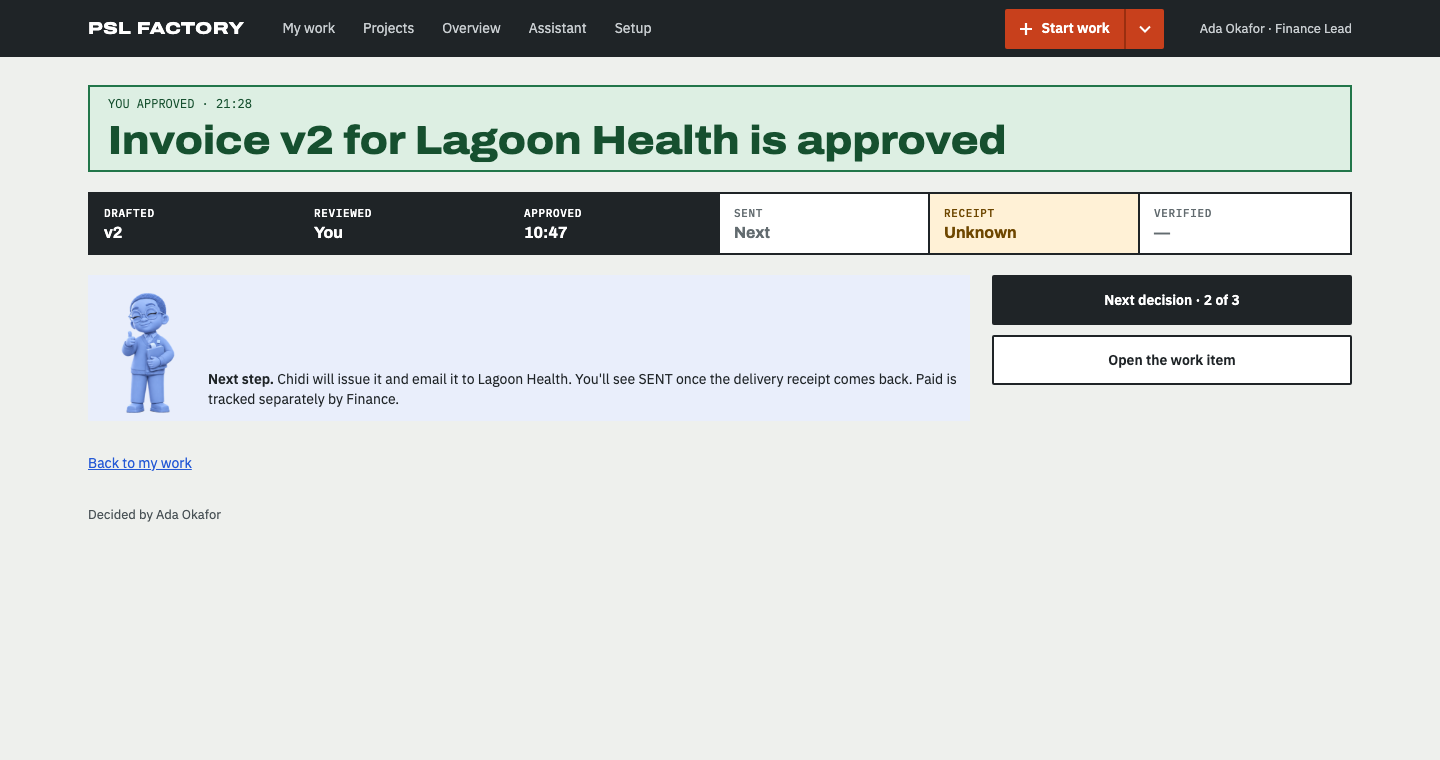 PSL FACTORY
My work
Projects
Overview
Assistant
Setup
Start work
Ada Okafor · Finance Lead
YOU APPROVED · 21:28
Invoice v2 for Lagoon Health is approved
DRAFTED
v2
REVIEWED
You
APPROVED
10:47
SENT
Next
RECEIPT
Unknown
VERIFIED
—
Next step. Chidi will issue it and email it to Lagoon Health. You'll see SENT once the delivery receipt comes back. Paid is
tracked separately by Finance.
Next decision · 2 of 3
Open the work item
Back to my work
Decided by Ada Okafor